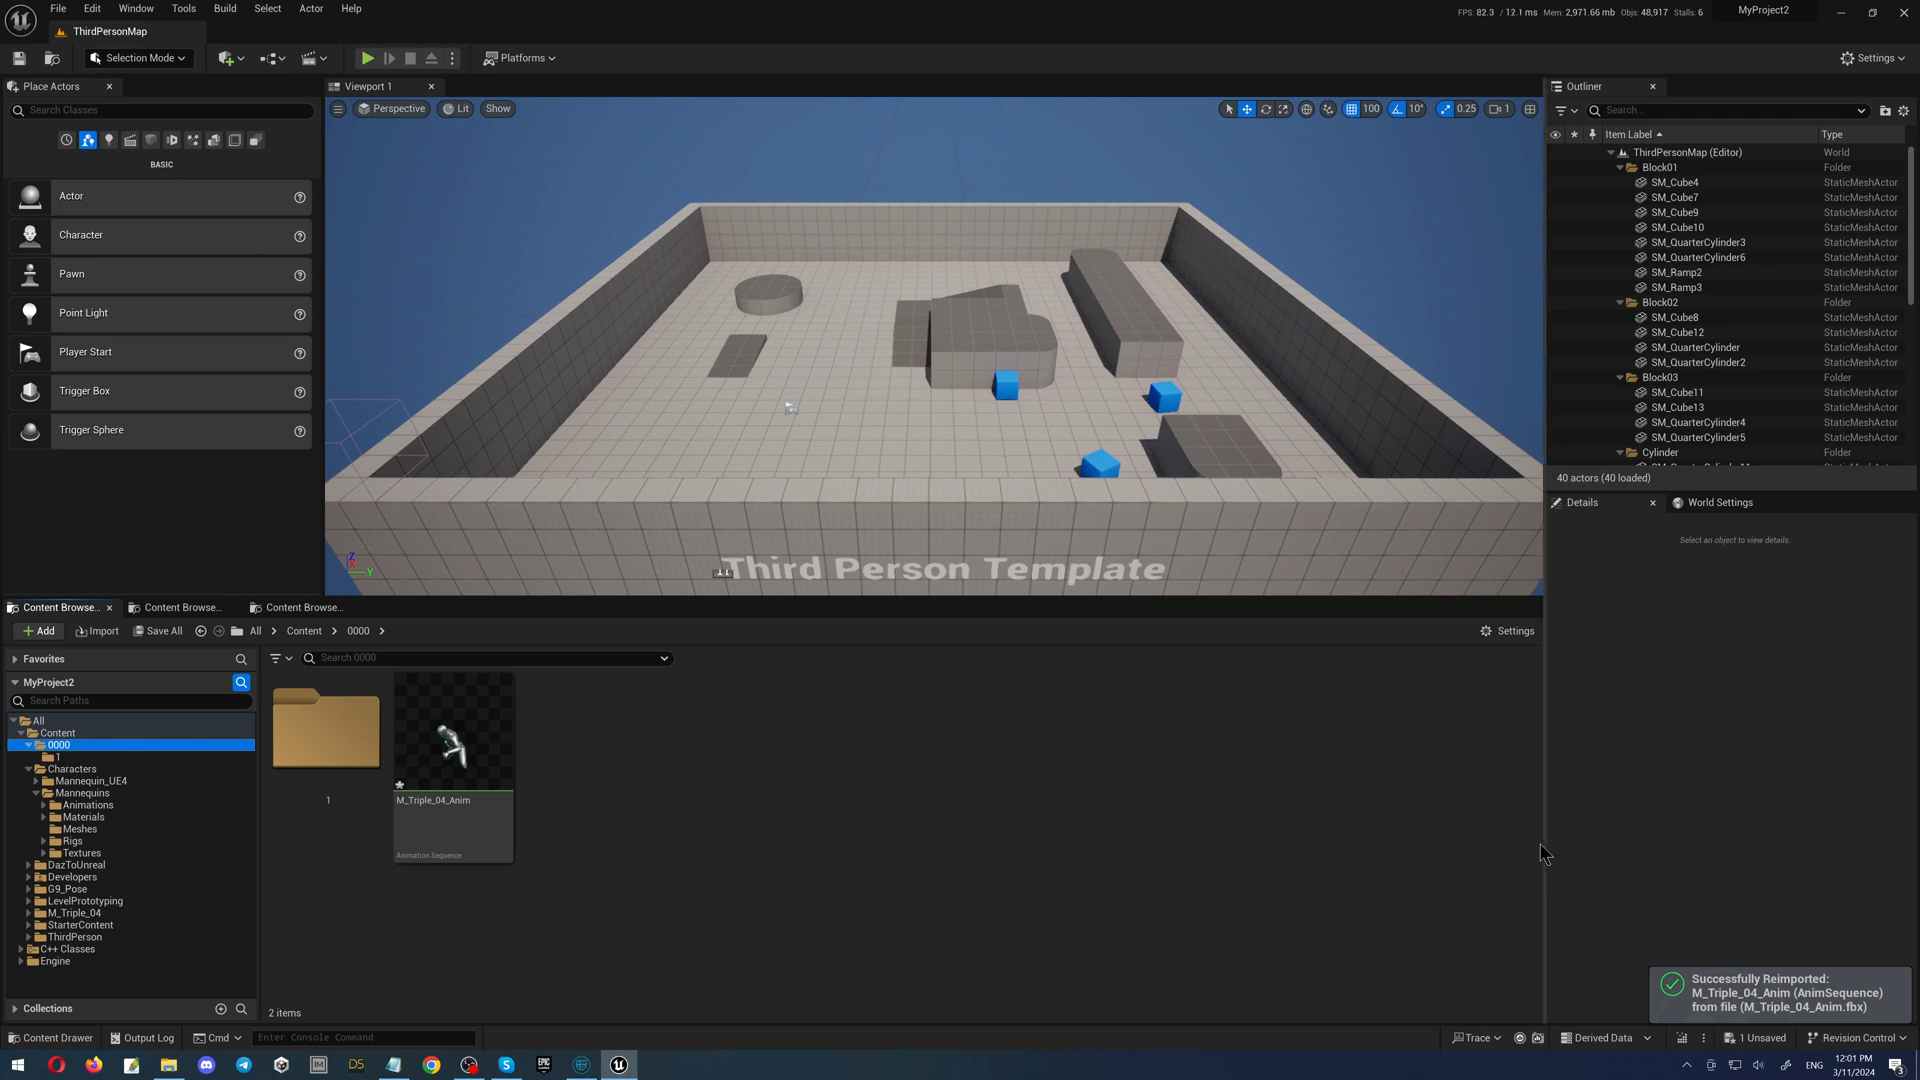 File Edit Window Tools Build Select Actor Help
FPS: 82.3 / 12.1 ms Mem: 2,971.66 mb Objs: 48,917 Stalls: 6
MyProject2
ThirdPersonMap
Selection Mode
Platforms
Settings
Place Actors
Search Classes
BASIC
Actor
Character
Pawn
Point Light
Player Start
Trigger Box
Trigger Sphere
Viewport 1
Perspective Lit Show
100 10° 0.25 1
Third Person Template
Z
X
Y
Outliner
Search...
Item Label Type
ThirdPersonMap (Editor) World
Block01 Folder
SM_Cube4 StaticMeshActor
SM_Cube7 StaticMeshActor
SM_Cube9 StaticMeshActor
SM_Cube10 StaticMeshActor
SM_QuarterCylinder3 StaticMeshActor
SM_QuarterCylinder6 StaticMeshActor
SM_Ramp2 StaticMeshActor
SM_Ramp3 StaticMeshActor
Block02 Folder
SM_Cube8 StaticMeshActor
SM_Cube12 StaticMeshActor
SM_QuarterCylinder StaticMeshActor
SM_QuarterCylinder2 StaticMeshActor
Block03 Folder
SM_Cube11 StaticMeshActor
SM_Cube13 StaticMeshActor
SM_QuarterCylinder4 StaticMeshActor
SM_QuarterCylinder5 StaticMeshActor
Cylinder Folder
40 actors (40 loaded)
Details World Settings
Select an object to view details.
Content Browse... Content Browse... Content Browse...
Add Import Save All All Content 0000
Settings
Favorites
MyProject2
Search Paths
All
Content
0000
1
Characters
Mannequin_UE4
Mannequins
Animations
Materials
Meshes
Rigs
Textures
DazToUnreal
Developers
G9_Pose
LevelPrototyping
M_Triple_04
StarterContent
ThirdPerson
C++ Classes
Engine
Collections
Search 0000
1
M_Triple_04_Anim
Animation Sequence
2 items
Successfully Reimported:
M_Triple_04_Anim (AnimSequence)
from file (M_Triple_04_Anim.fbx)
Content Drawer Output Log Cmd Enter Console Command
Trace Derived Data 1 Unsaved Revision Control
DS
S
EPIC
GAMES
ENG
12:01 PM
3/11/2024
3